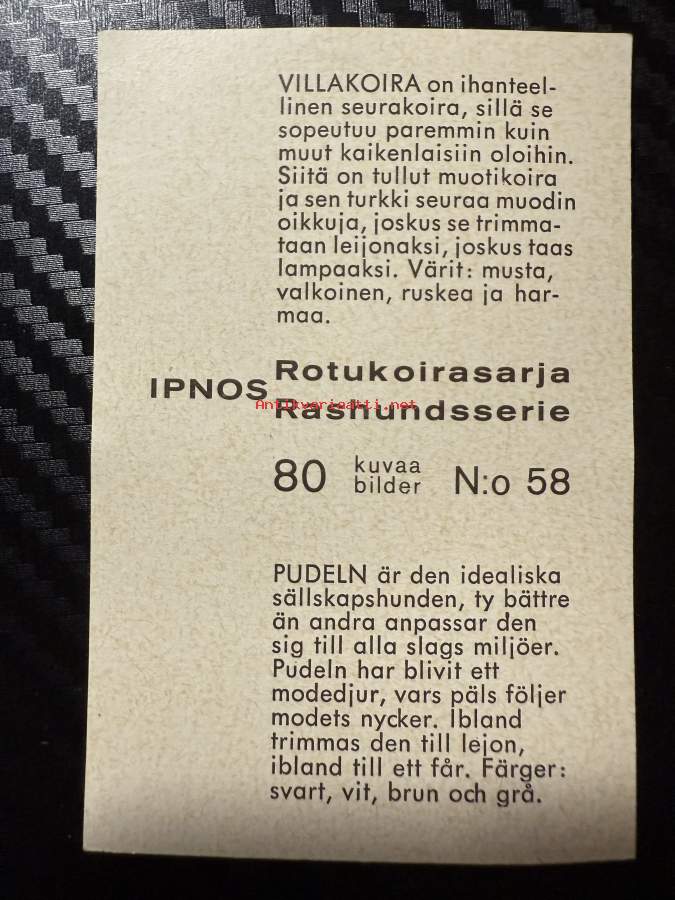 VILLAKOIRA on ihanteel-
linen seurakoira, sillä se
sopeutuu paremmin kuin
muut kaikenlaisiin oloihin.
Siitä on tullut muotikoira
ja sen turkki seuraa muodin
oikkuja, joskus se trimma-
taan leijonaksi, joskus taas
lampaaksi. Värit: musta,
valkoinen, ruskea ja har-
maa.
IPNOS
Rotukoirasarja
Antikvariaatti.net
Rashundsserie
80 kuvaa bilder N:o 58
PUDELN är den idealiska
sällskapshunden, ty bättre
än andra anpassar den
sig till alla slags miljöer.
Pudeln har blivit ett
modedjur, vars päls följer
modets nycker. Ibland
trimmas den till lejon,
ibland till ett får. Färger:
svart, vit, brun och grå.